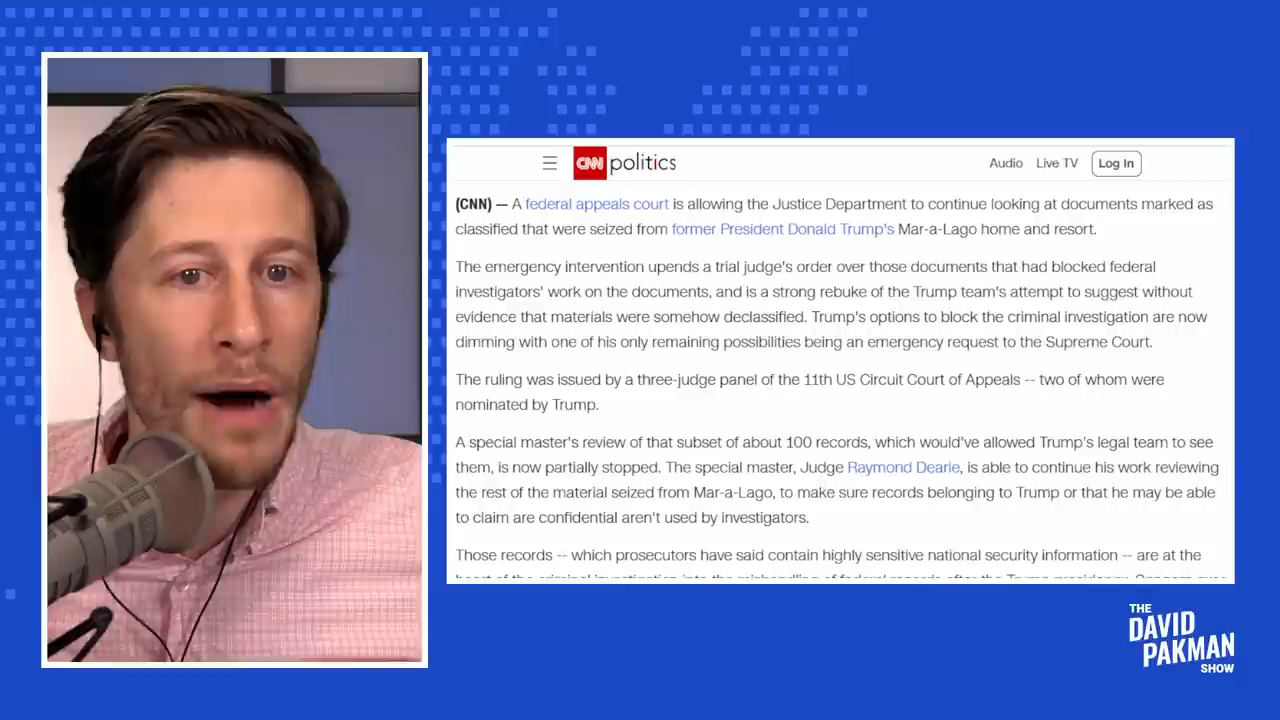 CNN politics
Audio Live TV Log In
(CNN) — A federal appeals court is allowing the Justice Department to continue looking at documents marked as
classified that were seized from former President Donald Trump's Mar-a-Lago home and resort.
The emergency intervention upends a trial judge's order over those documents that had blocked federal
investigators' work on the documents, and is a strong rebuke of the Trump team's attempt to suggest without
evidence that materials were somehow declassified. Trump's options to block the criminal investigation are now
dimming with one of his only remaining possibilities being an emergency request to the Supreme Court.
The ruling was issued by a three-judge panel of the 11th US Circuit Court of Appeals -- two of whom were
nominated by Trump.
A special master's review of that subset of about 100 records, which would've allowed Trump's legal team to see
them, is now partially stopped. The special master, Judge Raymond Dearie, is able to continue his work reviewing
the rest of the material seized from Mar-a-Lago, to make sure records belonging to Trump or that he may be able
to claim are confidential aren't used by investigators.
Those records -- which prosecutors have said contain highly sensitive national security information -- are at the
THE
DAVID
PAKMAN
SHOW